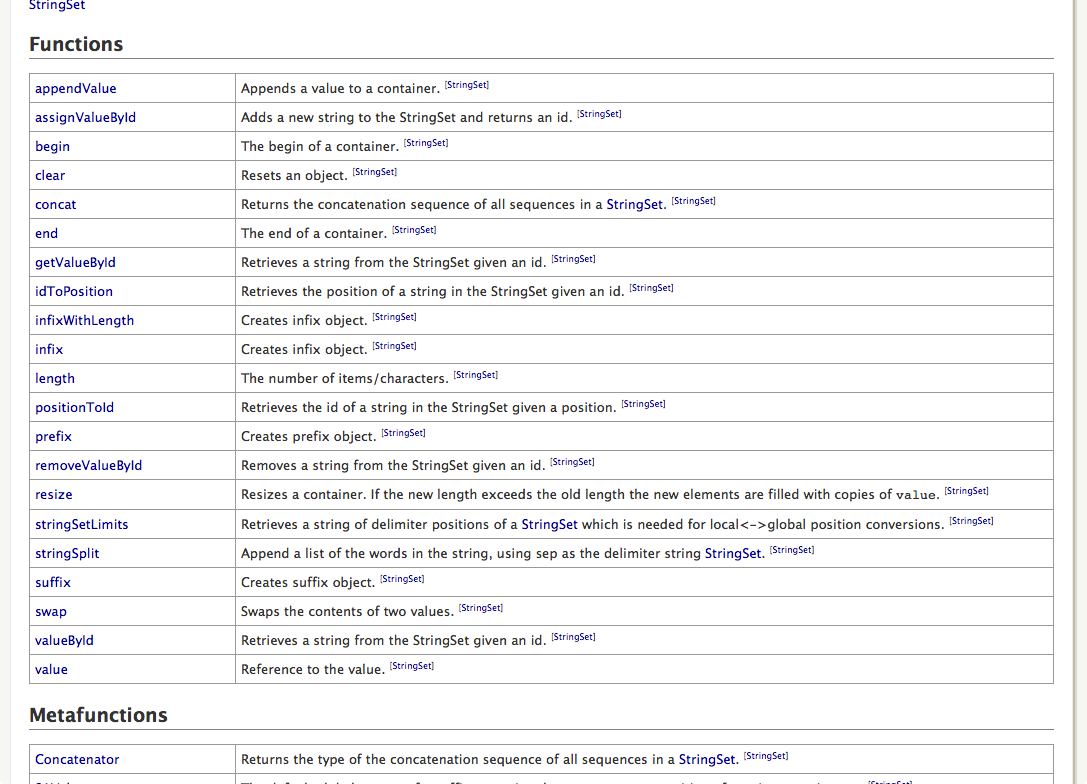 StringSet
Functions
appendValue Appends a value to a container. [StringSet]
assignValueById Adds a new string to the StringSet and returns an id. [StringSet]
begin The begin of a container. [StringSet]
clear Resets an object. [StringSet]
concat Returns the concatenation sequence of all sequences in a StringSet. [StringSet]
end The end of a container. [StringSet]
getValueById Retrieves a string from the StringSet given an id. [StringSet]
idToPosition Retrieves the position of a string in the StringSet given an id. [StringSet]
infixWithLength Creates infix object. [StringSet]
infix Creates infix object. [StringSet]
length The number of items/characters. [StringSet]
positionToId Retrieves the id of a string in the StringSet given a position. [StringSet]
prefix Creates prefix object. [StringSet]
removeValueById Removes a string from the StringSet given an id. [StringSet]
resize Resizes a container. If the new length exceeds the old length the new elements are filled with copies of value. [StringSet]
stringSetLimits Retrieves a string of delimiter positions of a StringSet which is needed for local<->global position conversions. [StringSet]
stringSplit Append a list of the words in the string, using sep as the delimiter string StringSet. [StringSet]
suffix Creates suffix object. [StringSet]
swap Swaps the contents of two values. [StringSet]
valueById Retrieves a string from the StringSet given an id. [StringSet]
value Reference to the value. [StringSet]
Metafunctions
Concatenator Returns the type of the concatenation sequence of all sequences in a StringSet. [StringSet]